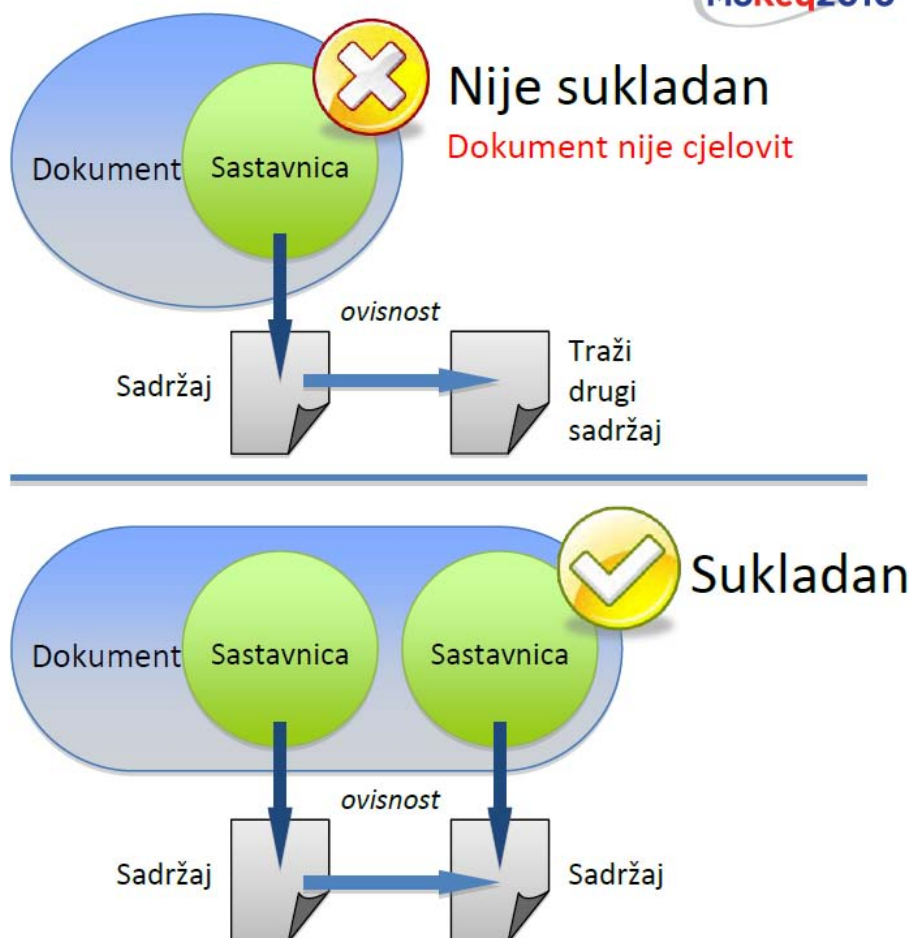 Nije sukladan
Dokument nije cjelovit
Dokument
Sastavnica
ovisnost
Sadržaj
Traži
drugi
sadržaj
Sukladan
Dokument
Sastavnica
Sastavnica
ovisnost
Sadržaj
Sadržaj